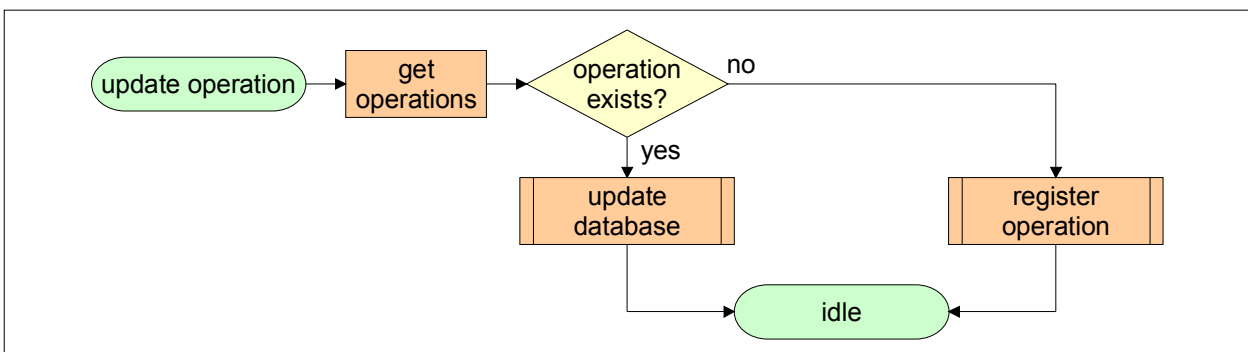 update operation
get
operations
operation
exists?
no
yes
update
database
register
operation
idle